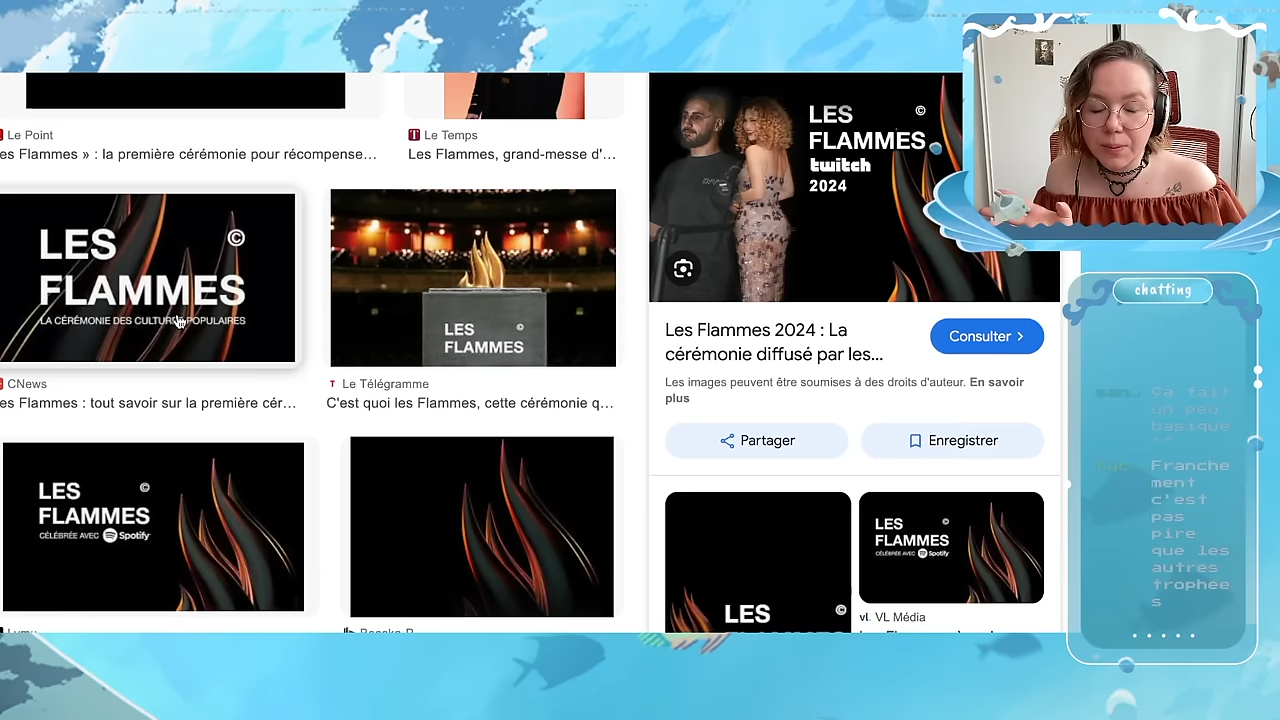 Le Point
es Flammes » : la première cérémonie pour récompense…
Le Temps
Les Flammes, grand-messe d'…
LES
FLAMMES
©
LA CÉRÉMONIE DES CULTURES POPULAIRES
CNews
es Flammes : tout savoir sur la première cér…
LES
FLAMMES
©
Le Télégramme
C'est quoi les Flammes, cette cérémonie q…
LES
FLAMMES
©
CÉLÉBRÉE AVEC Spotify
LES
FLAMMES
©
twitch
2024
Les Flammes 2024 : La
cérémonie diffusé par les...
Consulter
Les images peuvent être soumises à des droits d'auteur. En savoir
plus
Partager
Enregistrer
LES
©
LES
FLAMMES
©
CÉLÉBRÉE AVEC Spotify
vl. VL Média
chatting
Ça fait
un peu
basique
^^
Franche
ment
c'est
pas
pire
que les
autres
trophée
s